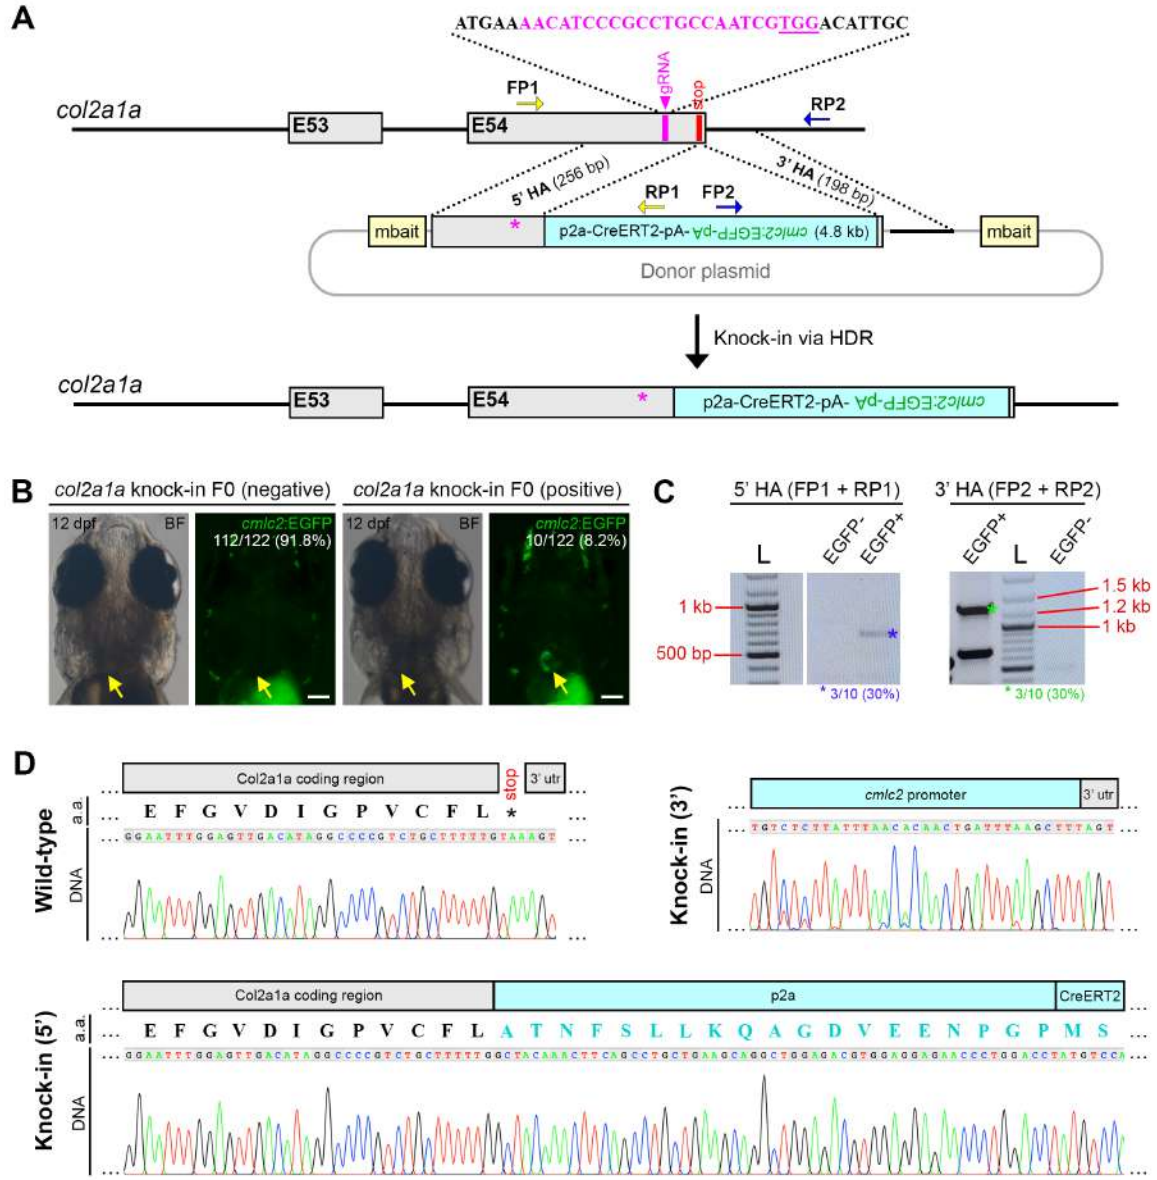 A
ATGAAAACATCCCGCCTGCCAATCGTGGACATTGC
gRNA
stop
FP1
RP2
col2a1a
E53
E54
5' HA (256 bp)
3' HA (198 bp)
RP1
FP2
mbait
*
p2a-CreERT2-pA-
cmlc2:EGFP-pA
(4.8 kb)
mbait
Donor plasmid
Knock-in via HDR
col2a1a
E53
E54
*
p2a-CreERT2-pA-
cmlc2:EGFP-pA
B
col2a1a knock-in F0 (negative)
col2a1a knock-in F0 (positive)
12 dpf
BF
cmlc2:EGFP
112/122 (91.8%)
12 dpf
BF
cmlc2:EGFP
10/122 (8.2%)
C
5' HA (FP1 + RP1)
3' HA (FP2 + RP2)
L
EGFP-
EGFP+
EGFP+
L
EGFP-
1 kb
500 bp
*
* 3/10 (30%)
*
1.5 kb
1.2 kb
1 kb
* 3/10 (30%)
D
Wild-type
Col2a1a coding region
stop
3' utr
a.a.
E F G V D I G P V C F L *
DNA
GGAATTTGGAGTTGACATAGGCCCCGTCTGCTTTTTGTAAAGT
Knock-in (3')
cmlc2 promoter
3' utr
DNA
TGTCTCTTATTTAACACAACTGATTTAAGCTTTAGT
Knock-in (5')
Col2a1a coding region
p2a
CreERT2
a.a.
E F G V D I G P V C F L A T N F S L L K Q A G D V E E N P G P M S
DNA
GGAATTTGGAGTTGACATAGGCCCCGTCTGCTTTTTGGCTACAAACTTCAGCCTGCTGAAGCAGGCTGGAGACGTGGAGGAGAACCCTGGACCTATGTCCA